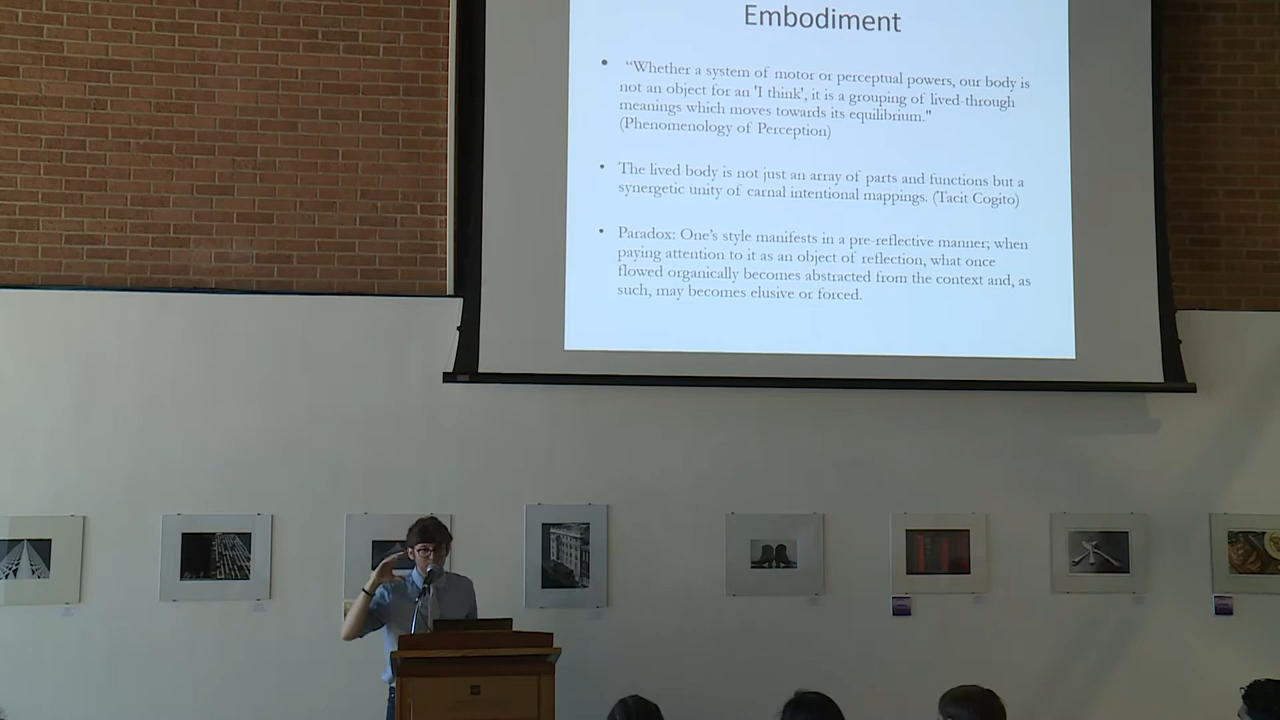 Embodiment
• “Whether a system of motor or perceptual powers, our body is
not an object for an 'I think', it is a grouping of lived-through
meanings which moves towards its equilibrium."
(Phenomenology of Perception)
• The lived body is not just an array of parts and functions but a
synergetic unity of carnal intentional mappings. (Tacit Cogito)
• Paradox: One’s style manifests in a pre-reflective manner; when
paying attention to it as an object of reflection, what once
flowed organically becomes abstracted from the context and, as
such, may becomes elusive or forced.